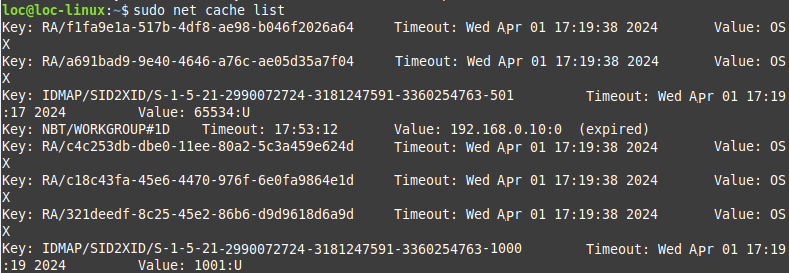 loc@loc-linux:~$ sudo net cache list
Key: RA/f1fa9e1a-517b-4df8-ae98-b046f2026a64     Timeout: Wed Apr 01 17:19:38 2024       Value: OS
X
Key: RA/a691bad9-9e40-4646-a76c-ae05d35a7f04     Timeout: Wed Apr 01 17:19:38 2024       Value: OS
X
Key: IDMAP/SID2XID/S-1-5-21-2990072724-3181247591-3360254763-501         Timeout: Wed Apr 01 17:19
:17 2024         Value: 65534:U
Key: NBT/WORKGROUP#1D    Timeout: 17:53:12       Value: 192.168.0.10:0  (expired)
Key: RA/c4c253db-dbe0-11ee-80a2-5c3a459e624d     Timeout: Wed Apr 01 17:19:38 2024       Value: OS
X
Key: RA/c18c43fa-45e6-4470-976f-6e0fa9864e1d     Timeout: Wed Apr 01 17:19:38 2024       Value: OS
X
Key: RA/321deedf-8c25-45e2-86b6-d9d9618d6a9d     Timeout: Wed Apr 01 17:19:38 2024       Value: OS
X
Key: IDMAP/SID2XID/S-1-5-21-2990072724-3181247591-3360254763-1000        Timeout: Wed Apr 01 17:19
:19 2024         Value: 1001:U